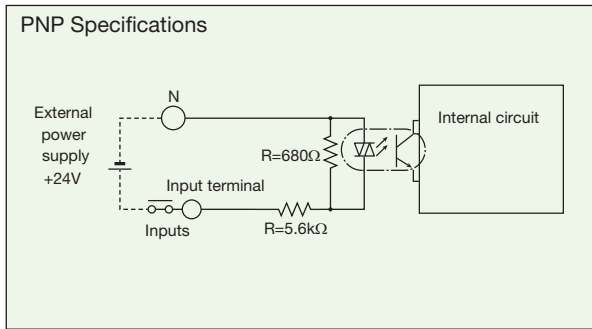 PNP Specifications
N
External
power
supply
+24V
Internal circuit
R=680Ω
Input terminal
Inputs
R=5.6kΩ